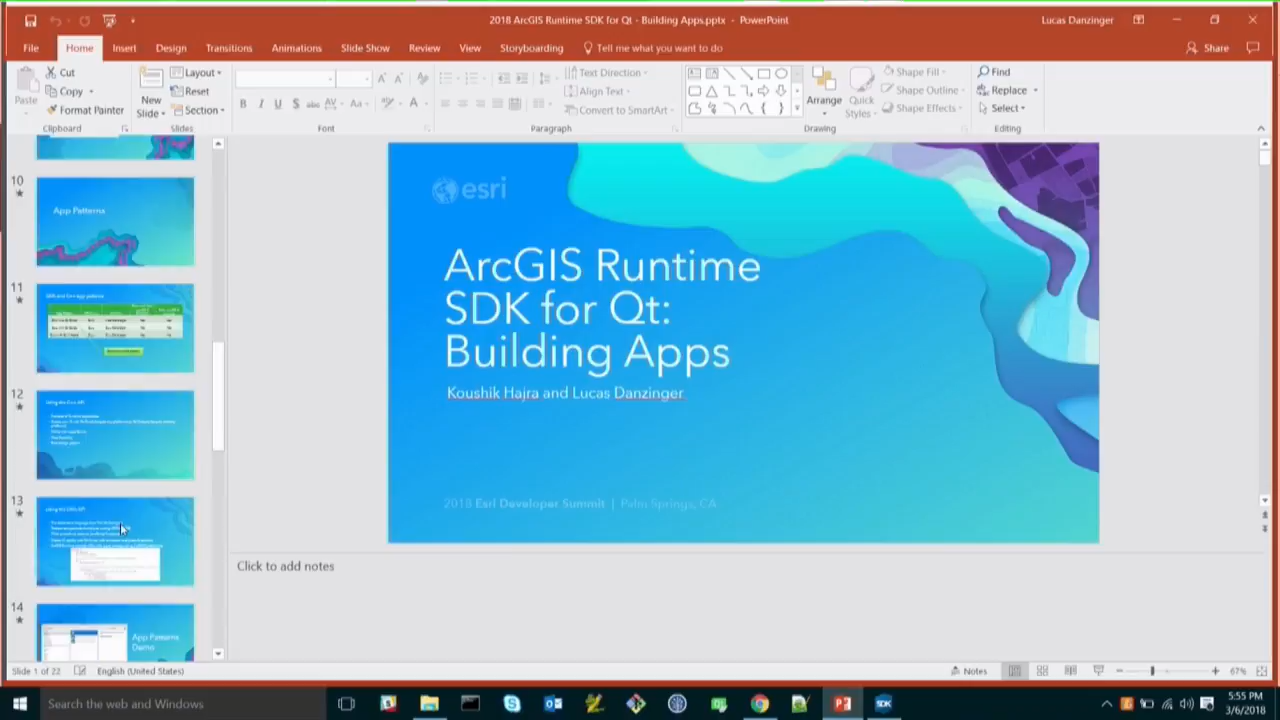 2018 ArcGIS Runtime SDK for Qt - Building Apps.pptx - PowerPoint
Lucas Danzinger
File Home Insert Design Transitions Animations Slide Show Review View Storyboarding Tell me what you want to do Share
Cut
Copy
Format Painter
Paste
Clipboard
New
Slide
Layout
Reset
Section
Slides
Font
Text Direction
Align Text
Convert to SmartArt
Paragraph
Arrange
Quick
Styles
Shape Fill
Shape Outline
Shape Effects
Drawing
Find
Replace
Select
Editing
10
App Patterns
11
12
13
14
App Patterns
Demo
esri
ArcGIS Runtime
SDK for Qt:
Building Apps
Koushik Hajra and Lucas Danzinger
2018 Esri Developer Summit | Palm Springs, CA
Click to add notes
Slide 1 of 22 English (United States) Notes 67%
Search the web and Windows
5:55 PM
3/6/2018